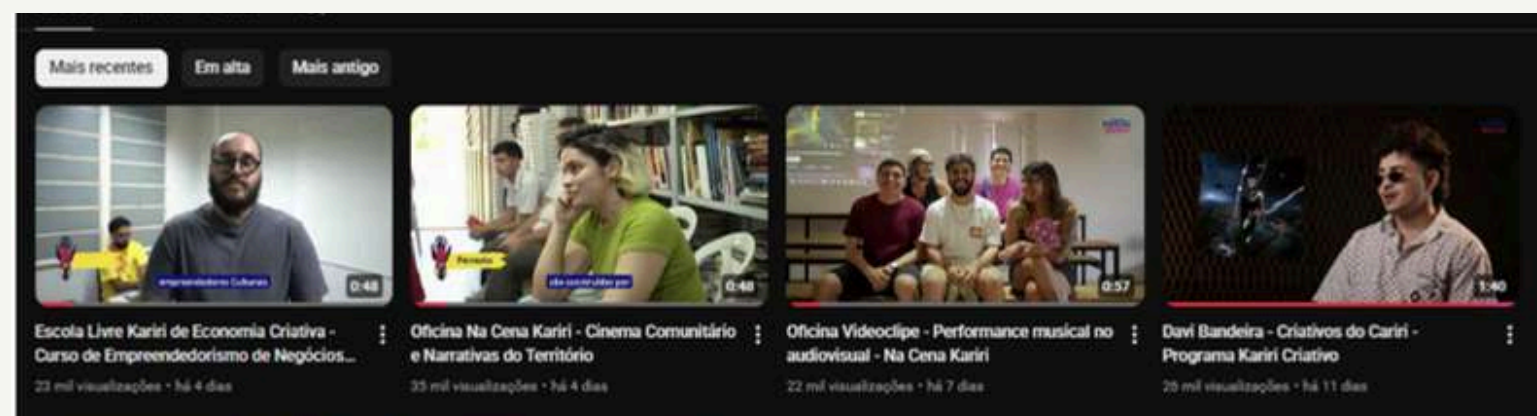 Mais recentes
Em alta
Mais antigo
empreendedores Culturais
0:48
0:48
0:57
1:40
Escola Livre Kariri de Economia Criativa -
Curso de Empreendedorismo de Negócios...
23 mil visualizações • há 4 dias
Oficina Na Cena Kariri - Cinema Comunitário
e Narrativas do Território
35 mil visualizações • há 4 dias
Oficina Videoclipe - Performance musical no
audiovisual - Na Cena Kariri
22 mil visualizações • há 7 dias
Davi Bandeira - Criativos do Cariri -
Programa Kariri Criativo
26 mil visualizações • há 11 dias